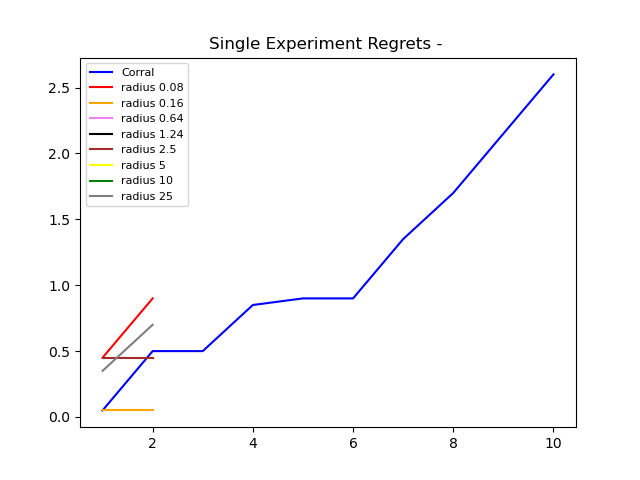 Single Experiment Regrets -
Corral
radius 0.08
radius 0.16
radius 0.64
radius 1.24
radius 2.5
radius 5
radius 10
radius 25
2.5
2.0
1.5
1.0
0.5
0.0
2 4 6 8 10